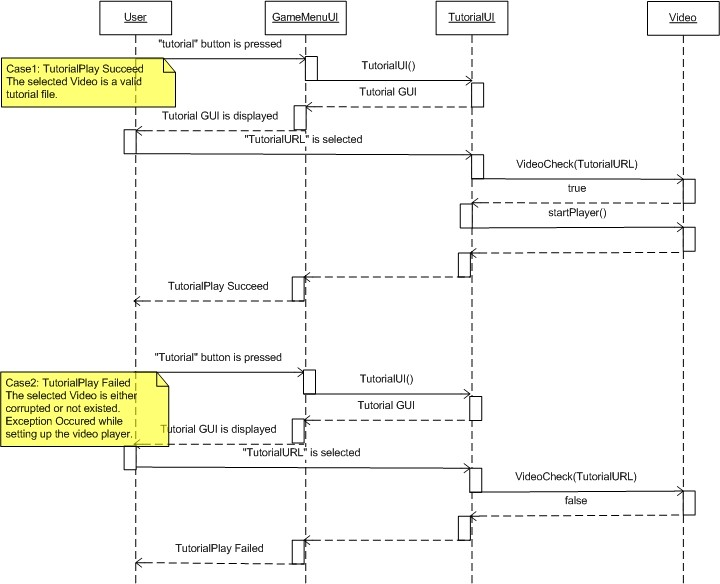 User
GameMenuUI
TutorialUI
Video
"tutorial" button is pressed
Case1: TutorialPlay Succeed
The selected Video is a valid
tutorial file.
TutorialUI()
Tutorial GUI
Tutorial GUI is displayed
"TutorialURL" is selected
VideoCheck(TutorialURL)
true
startPlayer()
TutorialPlay Succeed
"Tutorial" button is pressed
Case2: TutorialPlay Failed
The selected Video is either
corrupted or not existed.
Exception Occured while
setting up the video player.
TutorialUI()
Tutorial GUI
Tutorial GUI is displayed
"TutorialURL" is selected
VideoCheck(TutorialURL)
false
TutorialPlay Failed